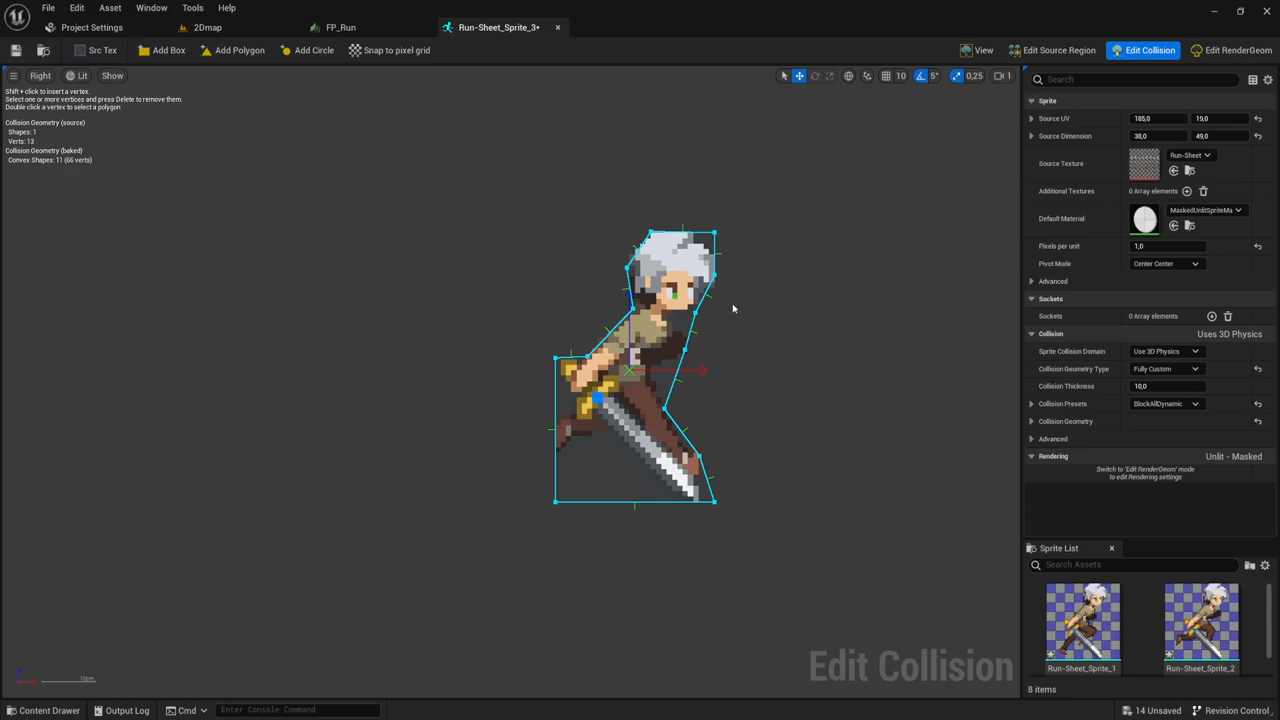 File Edit Asset Window Tools Help
Project Settings 2Dmap FP_Run Run-Sheet_Sprite_3•
Src Tex Add Box Add Polygon Add Circle Snap to pixel grid View Edit Source Region Edit Collision Edit RenderGeom
Right Lit Show 10 5° 0,25 1
Shift + click to insert a vertex.
Select one or more vertices and press Delete to remove them.
Double click a vertex to select a polygon
Collision Geometry (source)
Shapes: 1
Verts: 13
Collision Geometry (baked)
Convex Shapes: 11 (66 verts)
Search
Sprite
Source UV 185,0 19,0
Source Dimension 38,0 49,0
Source Texture Run-Sheet
Additional Textures 0 Array elements
Default Material MaskedUnlitSpriteMa
Pixels per unit 1,0
Pivot Mode Center Center
Advanced
Sockets
Sockets 0 Array elements
Collision Uses 3D Physics
Sprite Collision Domain Use 3D Physics
Collision Geometry Type Fully Custom
Collision Thickness 10,0
Collision Presets BlockAllDynamic
Collision Geometry
Advanced
Rendering Unlit - Masked
Switch to 'Edit RenderGeom' mode
to edit Rendering settings
Sprite List
Search Assets
Run-Sheet_Sprite_1 Run-Sheet_Sprite_2
8 items
Edit Collision
10cm
Content Drawer Output Log Cmd Enter Console Command 14 Unsaved Revision Control